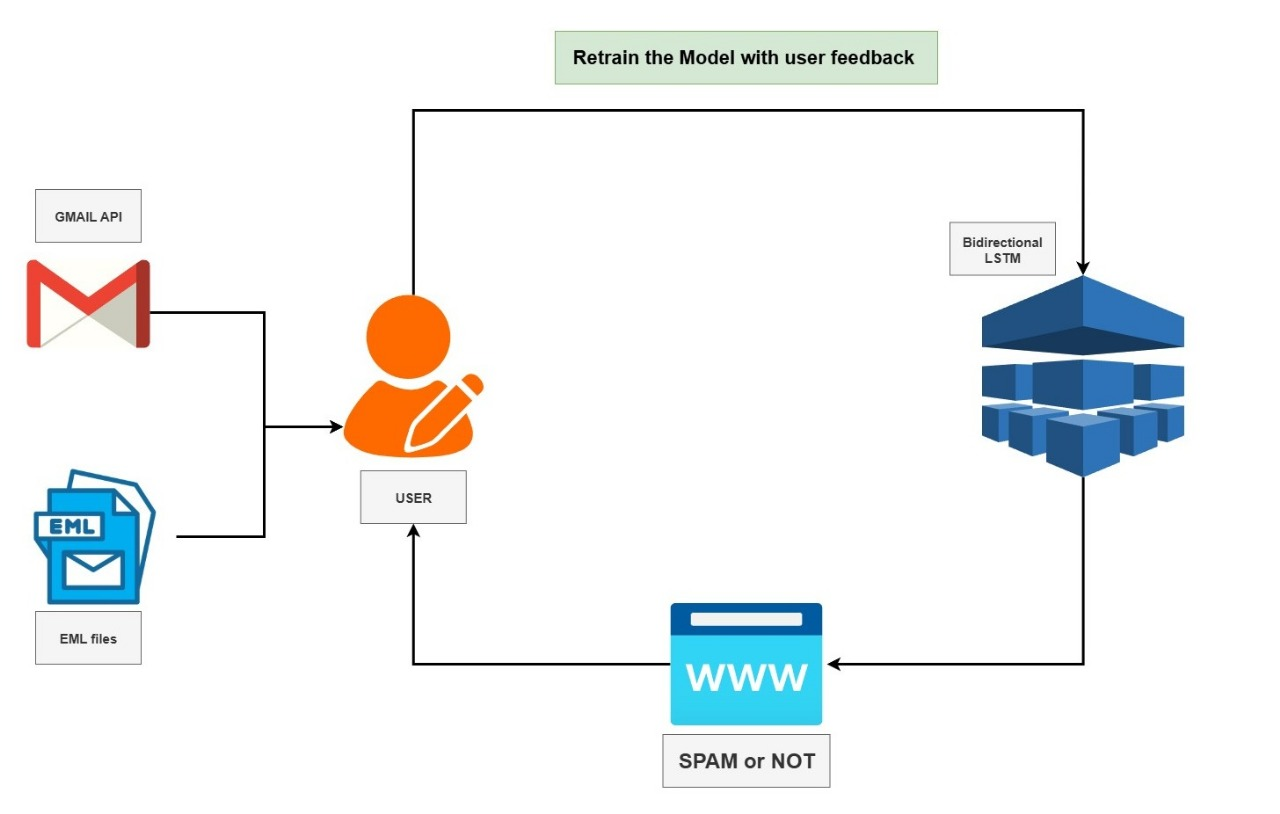 Retrain the Model with user feedback
GMAIL API
Bidirectional
LSTM
EML
USER
EML files
WWW
SPAM or NOT